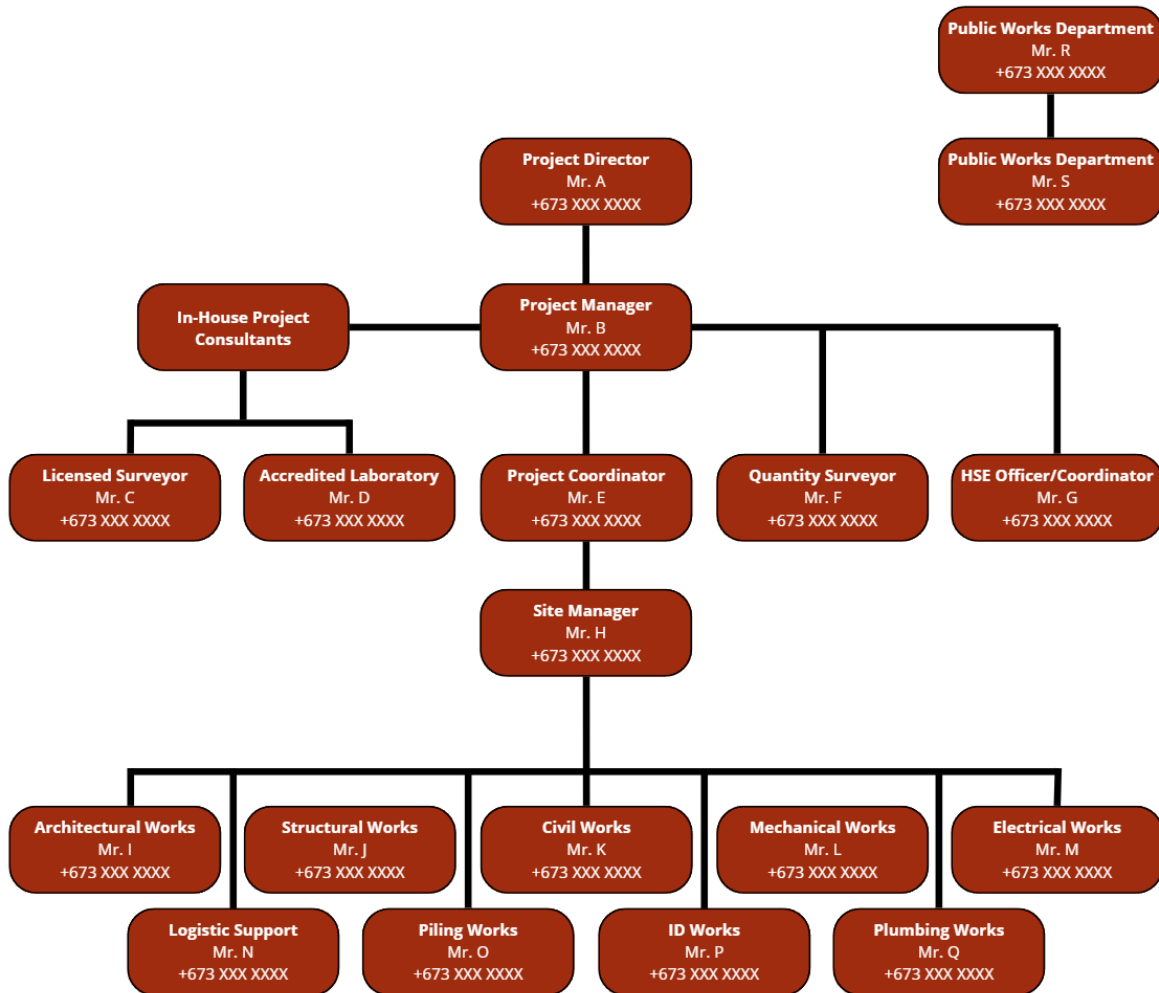 Public Works Department
Mr. R
+673 XXX XXXX
Public Works Department
Mr. S
+673 XXX XXXX
Project Director
Mr. A
+673 XXX XXXX
In-House Project
Consultants
Project Manager
Mr. B
+673 XXX XXXX
Licensed Surveyor
Mr. C
+673 XXX XXXX
Accredited Laboratory
Mr. D
+673 XXX XXXX
Project Coordinator
Mr. E
+673 XXX XXXX
Quantity Surveyor
Mr. F
+673 XXX XXXX
HSE Officer/Coordinator
Mr. G
+673 XXX XXXX
Site Manager
Mr. H
+673 XXX XXXX
Architectural Works
Mr. I
+673 XXX XXXX
Structural Works
Mr. J
+673 XXX XXXX
Civil Works
Mr. K
+673 XXX XXXX
Mechanical Works
Mr. L
+673 XXX XXXX
Electrical Works
Mr. M
+673 XXX XXXX
Logistic Support
Mr. N
+673 XXX XXXX
Piling Works
Mr. O
+673 XXX XXXX
ID Works
Mr. P
+673 XXX XXXX
Plumbing Works
Mr. Q
+673 XXX XXXX